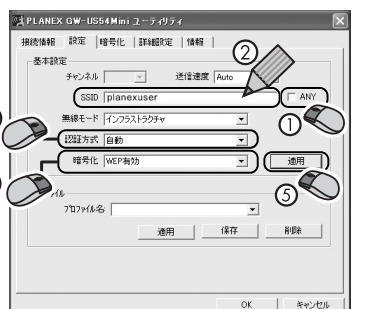 PLANEX GW-US54Mini ユーティリティ
接続情報 設定 暗号化 詳細設定 情報
②
基本設定
チャンネル 送信速度 Auto
SSID planexuser ANY
①
無線モード インフラストラクチャ
認証方式 自動
暗号化 WEP有効 適用
⑤
プロファイル名
適用 保存 削除
OK キャンセル